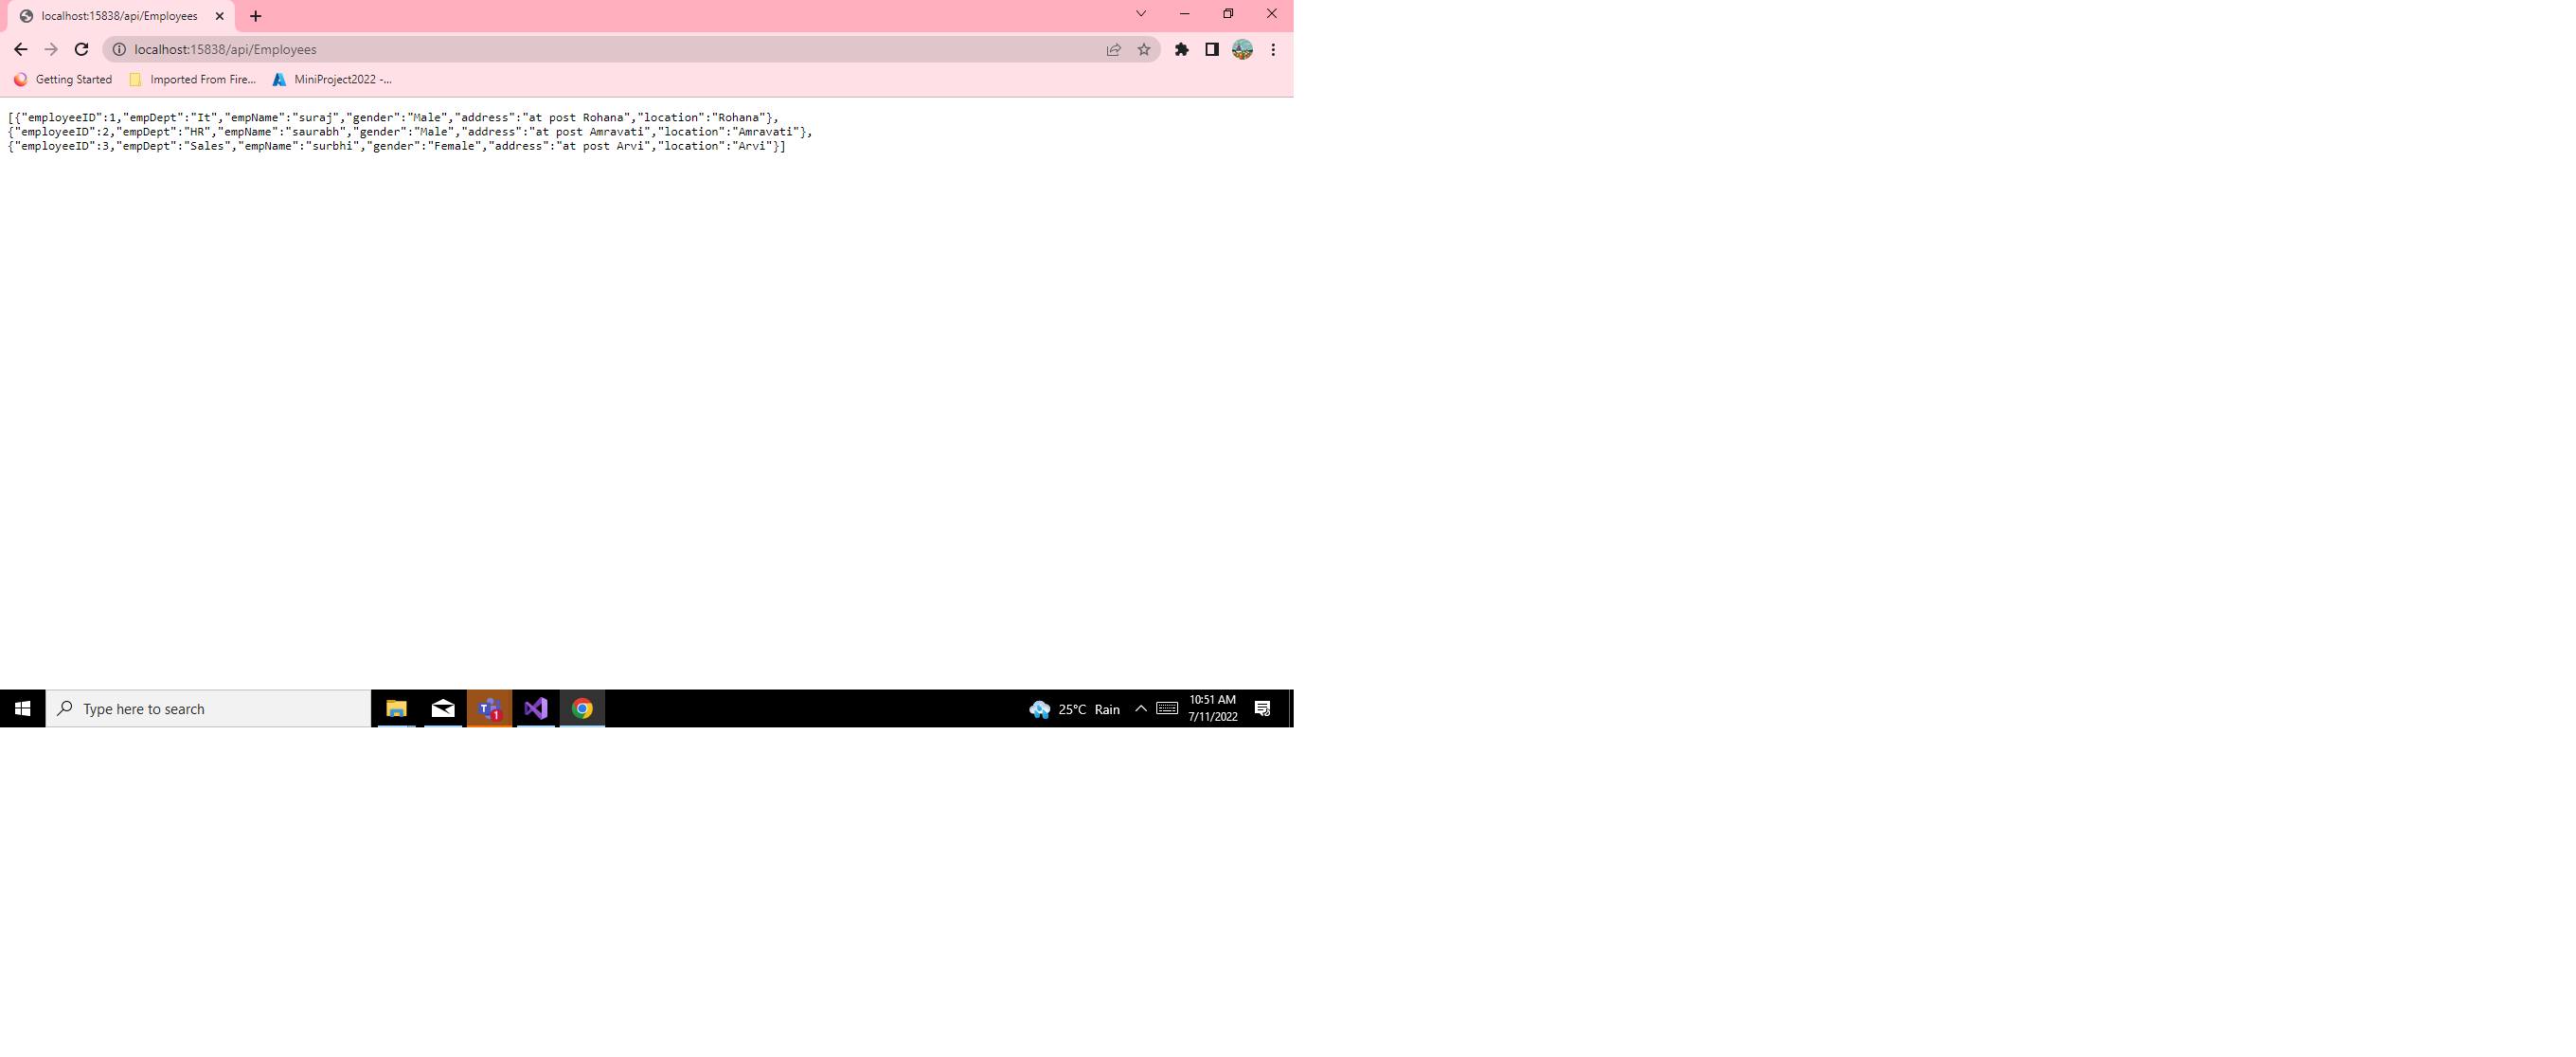 localhost:15838/api/Employees
localhost:15838/api/Employees
Getting Started Imported From Fire... MiniProject2022 -...
[{"employeeID":1,"empDept":"It","empName":"suraj","gender":"Male","address":"at post Rohana","location":"Rohana"},
{"employeeID":2,"empDept":"HR","empName":"saurabh","gender":"Male","address":"at post Amravati","location":"Amravati"},
{"employeeID":3,"empDept":"Sales","empName":"surbhi","gender":"Female","address":"at post Arvi","location":"Arvi"}]
Type here to search T 1 25°C Rain 10:51 AM
7/11/2022